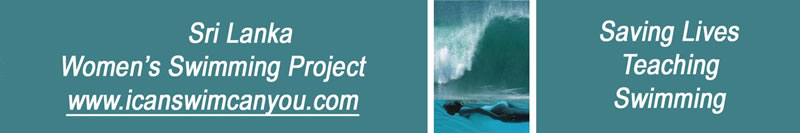 Sri Lanka
Women's Swimming Project
www.icanswimcanyou.com
Saving Lives
Teaching
Swimming